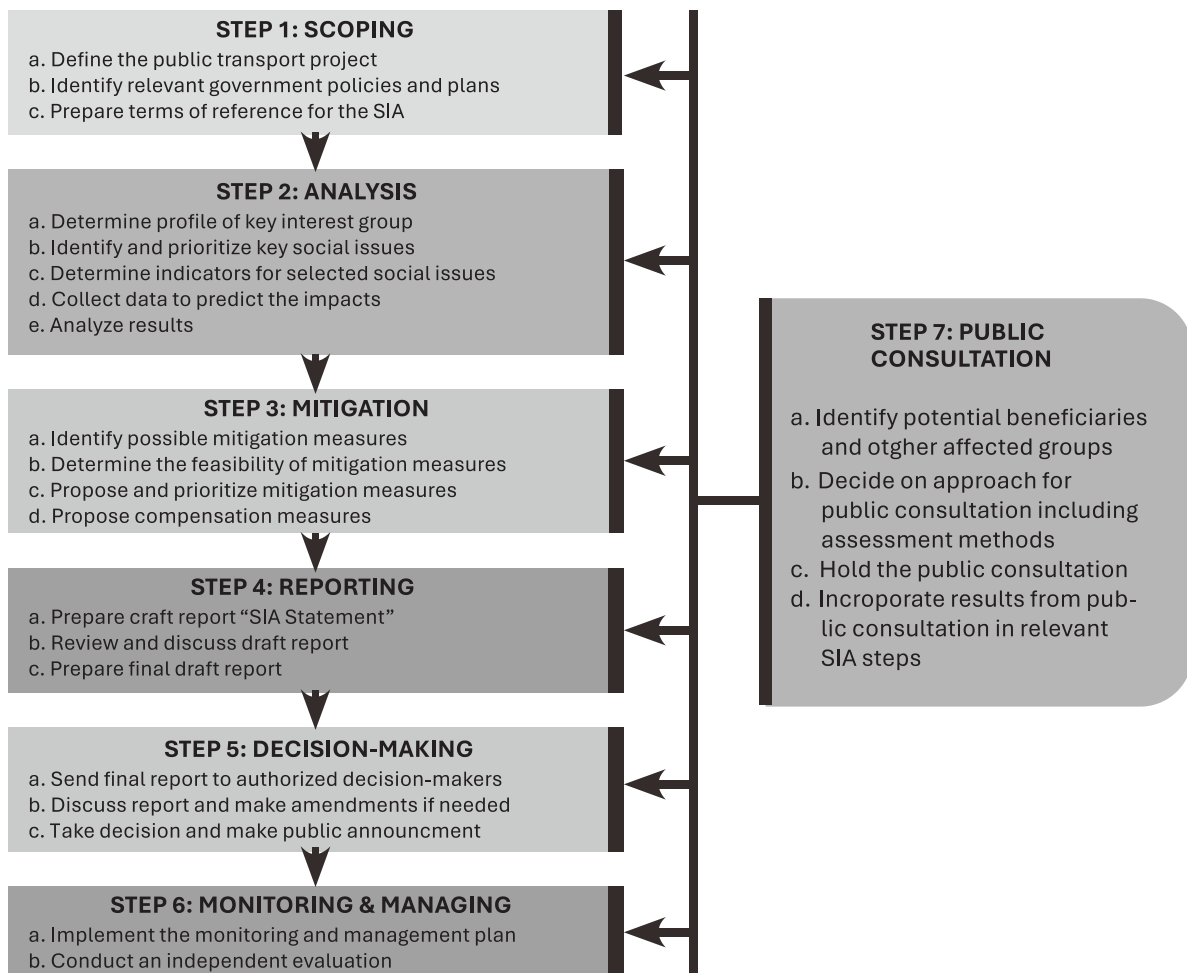 STEP 1: SCOPING
a. Define the public transport project
b. Identify relevant government policies and plans
c. Prepare terms of reference for the SIA
STEP 2: ANALYSIS
a. Determine profile of key interest group
b. Identify and prioritize key social issues
c. Determine indicators for selected social issues
d. Collect data to predict the impacts
e. Analyze results
STEP 3: MITIGATION
a. Identify possible mitigation measures
b. Determine the feasibility of mitigation measures
c. Propose and prioritize mitigation measures
d. Propose compensation measures
STEP 4: REPORTING
a. Prepare craft report “SIA Statement”
b. Review and discuss draft report
c. Prepare final draft report
STEP 5: DECISION-MAKING
a. Send final report to authorized decision-makers
b. Discuss report and make amendments if needed
c. Take decision and make public announcment
STEP 6: MONITORING & MANAGING
a. Implement the monitoring and management plan
b. Conduct an independent evaluation
STEP 7: PUBLIC
CONSULTATION
a. Identify potential beneficiaries
and otgher affected groups
b. Decide on approach for
public consultation including
assessment methods
c. Hold the public consultation
d. Incroporate results from pub-
lic consultation in relevant
SIA steps